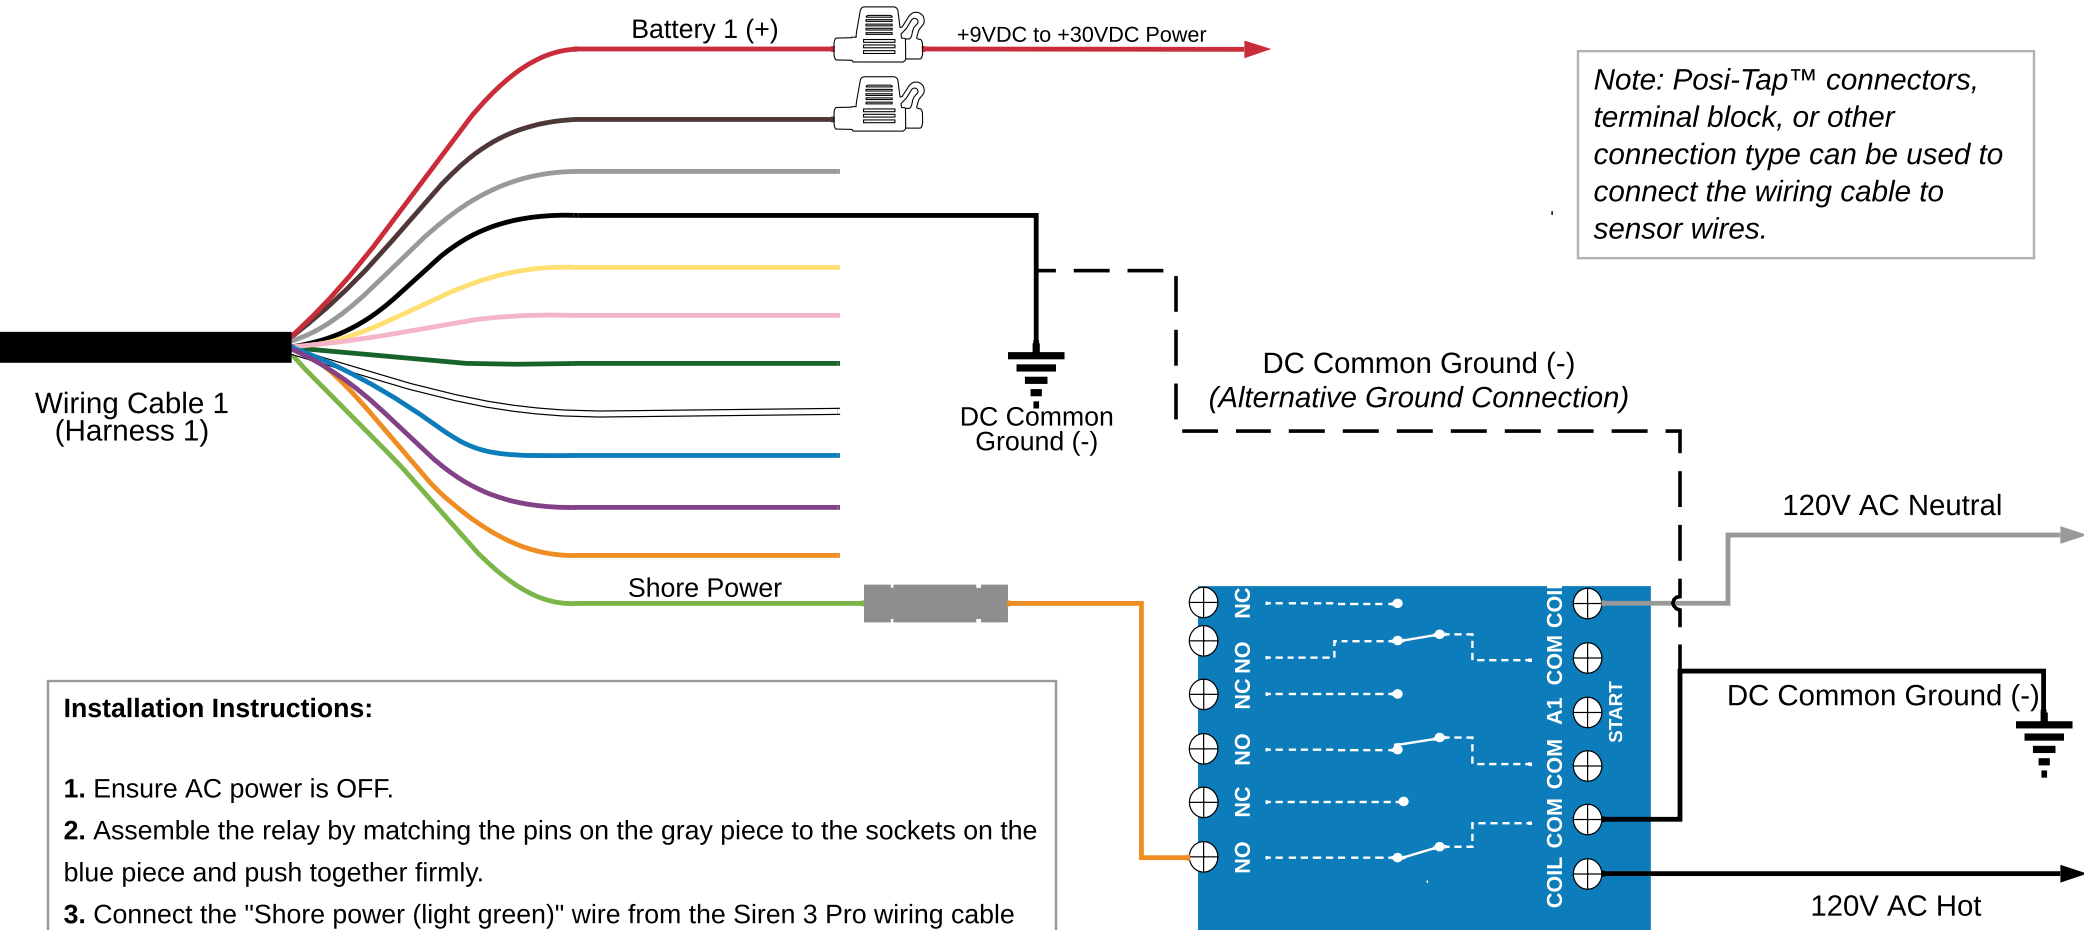 Battery 1 (+)
+9VDC to +30VDC Power
Note: Posi-Tap™ connectors,
terminal block, or other
connection type can be used to
connect the wiring cable to
sensor wires.
Wiring Cable 1
(Harness 1)
DC Common
Ground (-)
DC Common Ground (-)
(Alternative Ground Connection)
120V AC Neutral
Shore Power
NC
NO
NC
NO
NC
NO
COIL
COM
A1
START
COM
COM
COIL
DC Common Ground (-)
120V AC Hot
Installation Instructions:
1. Ensure AC power is OFF.
2. Assemble the relay by matching the pins on the gray piece to the sockets on the
blue piece and push together firmly.
3. Connect the "Shore power (light green)" wire from the Siren 3 Pro wiring cable